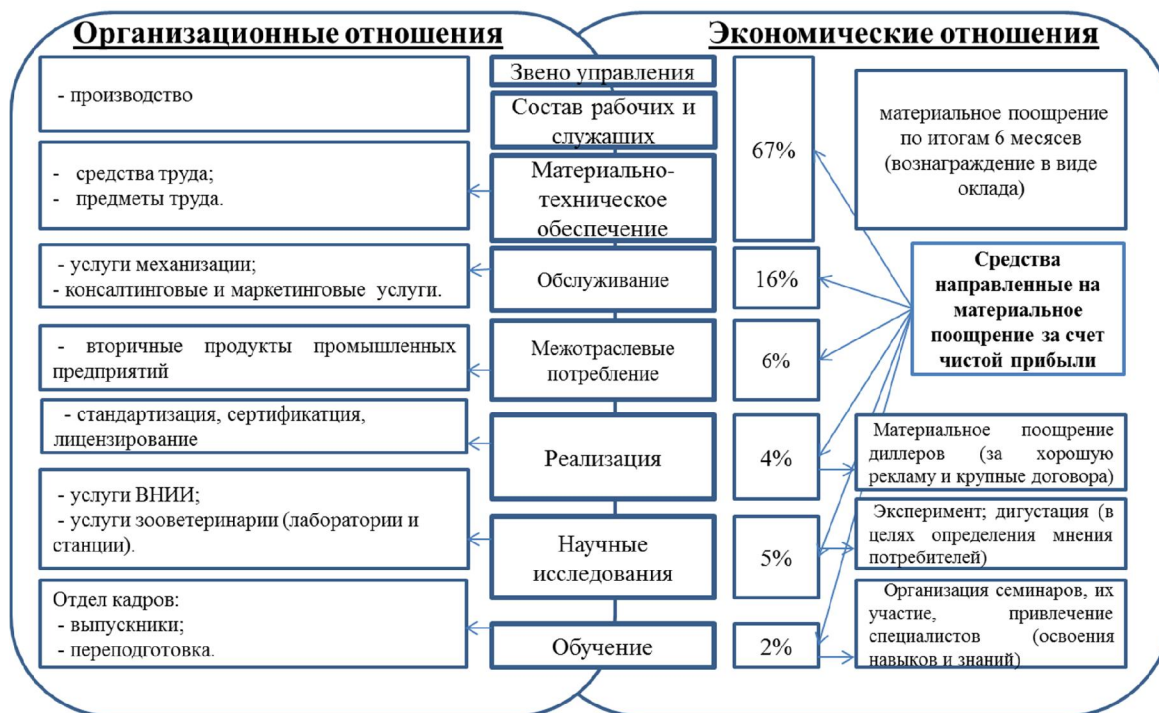 Организационные отношения
Экономические отношения
- производство
- средства труда;
- предметы труда.
- услуги механизации;
- консалтинговые и маркетинговые услуги.
- вторичные продукты промышленных
предприятий
- стандартизация, сертификатция,
лицензирование
- услуги ВНИИ;
- услуги зооветеринарии (лаборатории и
станции).
Отдел кадров:
- выпускники;
- переподготовка.
Звено управления
Состав рабочих и
служащих
Материально-
техническое
обеспечение
Обслуживание
Межотраслевые
потребление
Реализация
Научные
исследования
Обучение
67%
16%
6%
4%
5%
2%
материальное поощрение
по итогам 6 месясев
(вознаграждение в виде
оклада)
Средства
направленные на
материальное
поощрение за счет
чистой прибыли
Материальное поощрение
диллеров (за хорошую
рекламу и крупные договора)
Эксперимент; дигустация (в
целях определения мнения
потребителей)
Организация семинаров, их
участие, привлечение
специалистов (освоения
навыков и знаний)